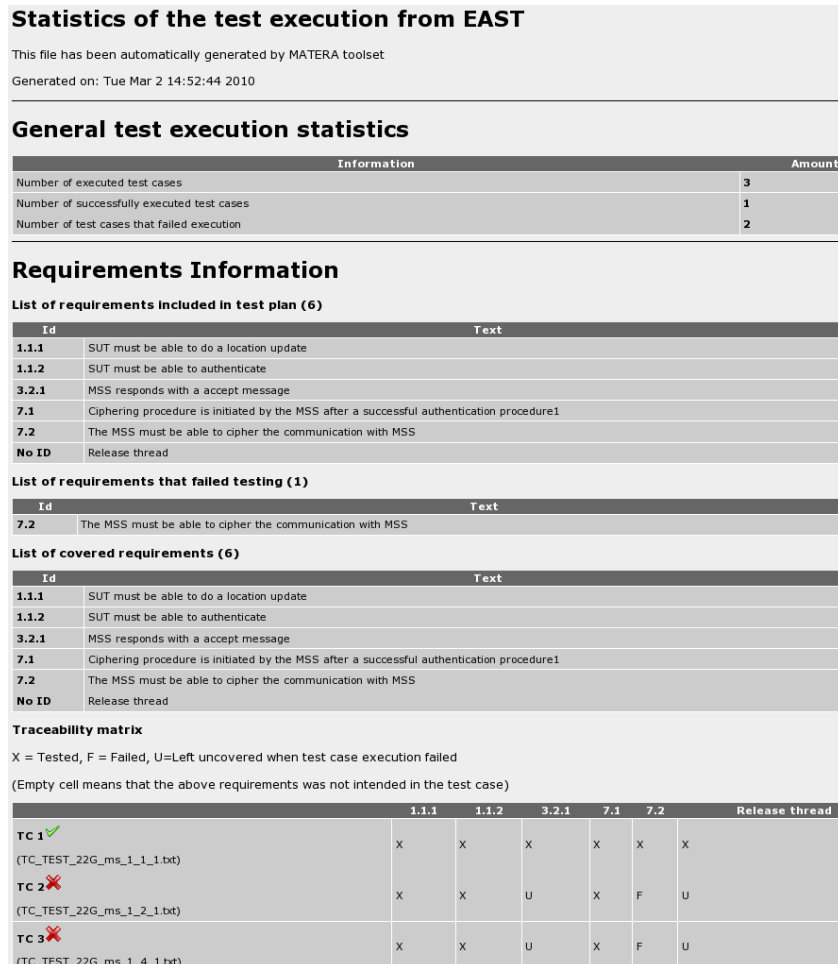 Statistics of the test execution from EAST
This file has been automatically generated by MATERA toolset
Generated on: Tue Mar 2 14:52:44 2010
General test execution statistics
Information Amount
Number of executed test cases 3
Number of successfully executed test cases 1
Number of test cases that failed execution 2
Requirements Information
List of requirements included in test plan (6)
Id Text
1.1.1 SUT must be able to do a location update
1.1.2 SUT must be able to authenticate
3.2.1 MSS responds with a accept message
7.1 Ciphering procedure is initiated by the MSS after a successful authentication procedure1
7.2 The MSS must be able to cipher the communication with MSS
No ID Release thread
List of requirements that failed testing (1)
Id Text
7.2 The MSS must be able to cipher the communication with MSS
List of covered requirements (6)
Id Text
1.1.1 SUT must be able to do a location update
1.1.2 SUT must be able to authenticate
3.2.1 MSS responds with a accept message
7.1 Ciphering procedure is initiated by the MSS after a successful authentication procedure1
7.2 The MSS must be able to cipher the communication with MSS
No ID Release thread
Traceability matrix
X = Tested, F = Failed, U=Left uncovered when test case execution failed
(Empty cell means that the above requirements was not intended in the test case)
1.1.1 1.1.2 3.2.1 7.1 7.2 Release thread
TC 1
X X X X X X
(TC_TEST_22G_ms_1_1_1.txt)
TC 2
X X U X F U
(TC_TEST_22G_ms_1_2_1.txt)
TC 3
X X U X F U
(TC_TEST_22G_ms_1_4_1.txt)